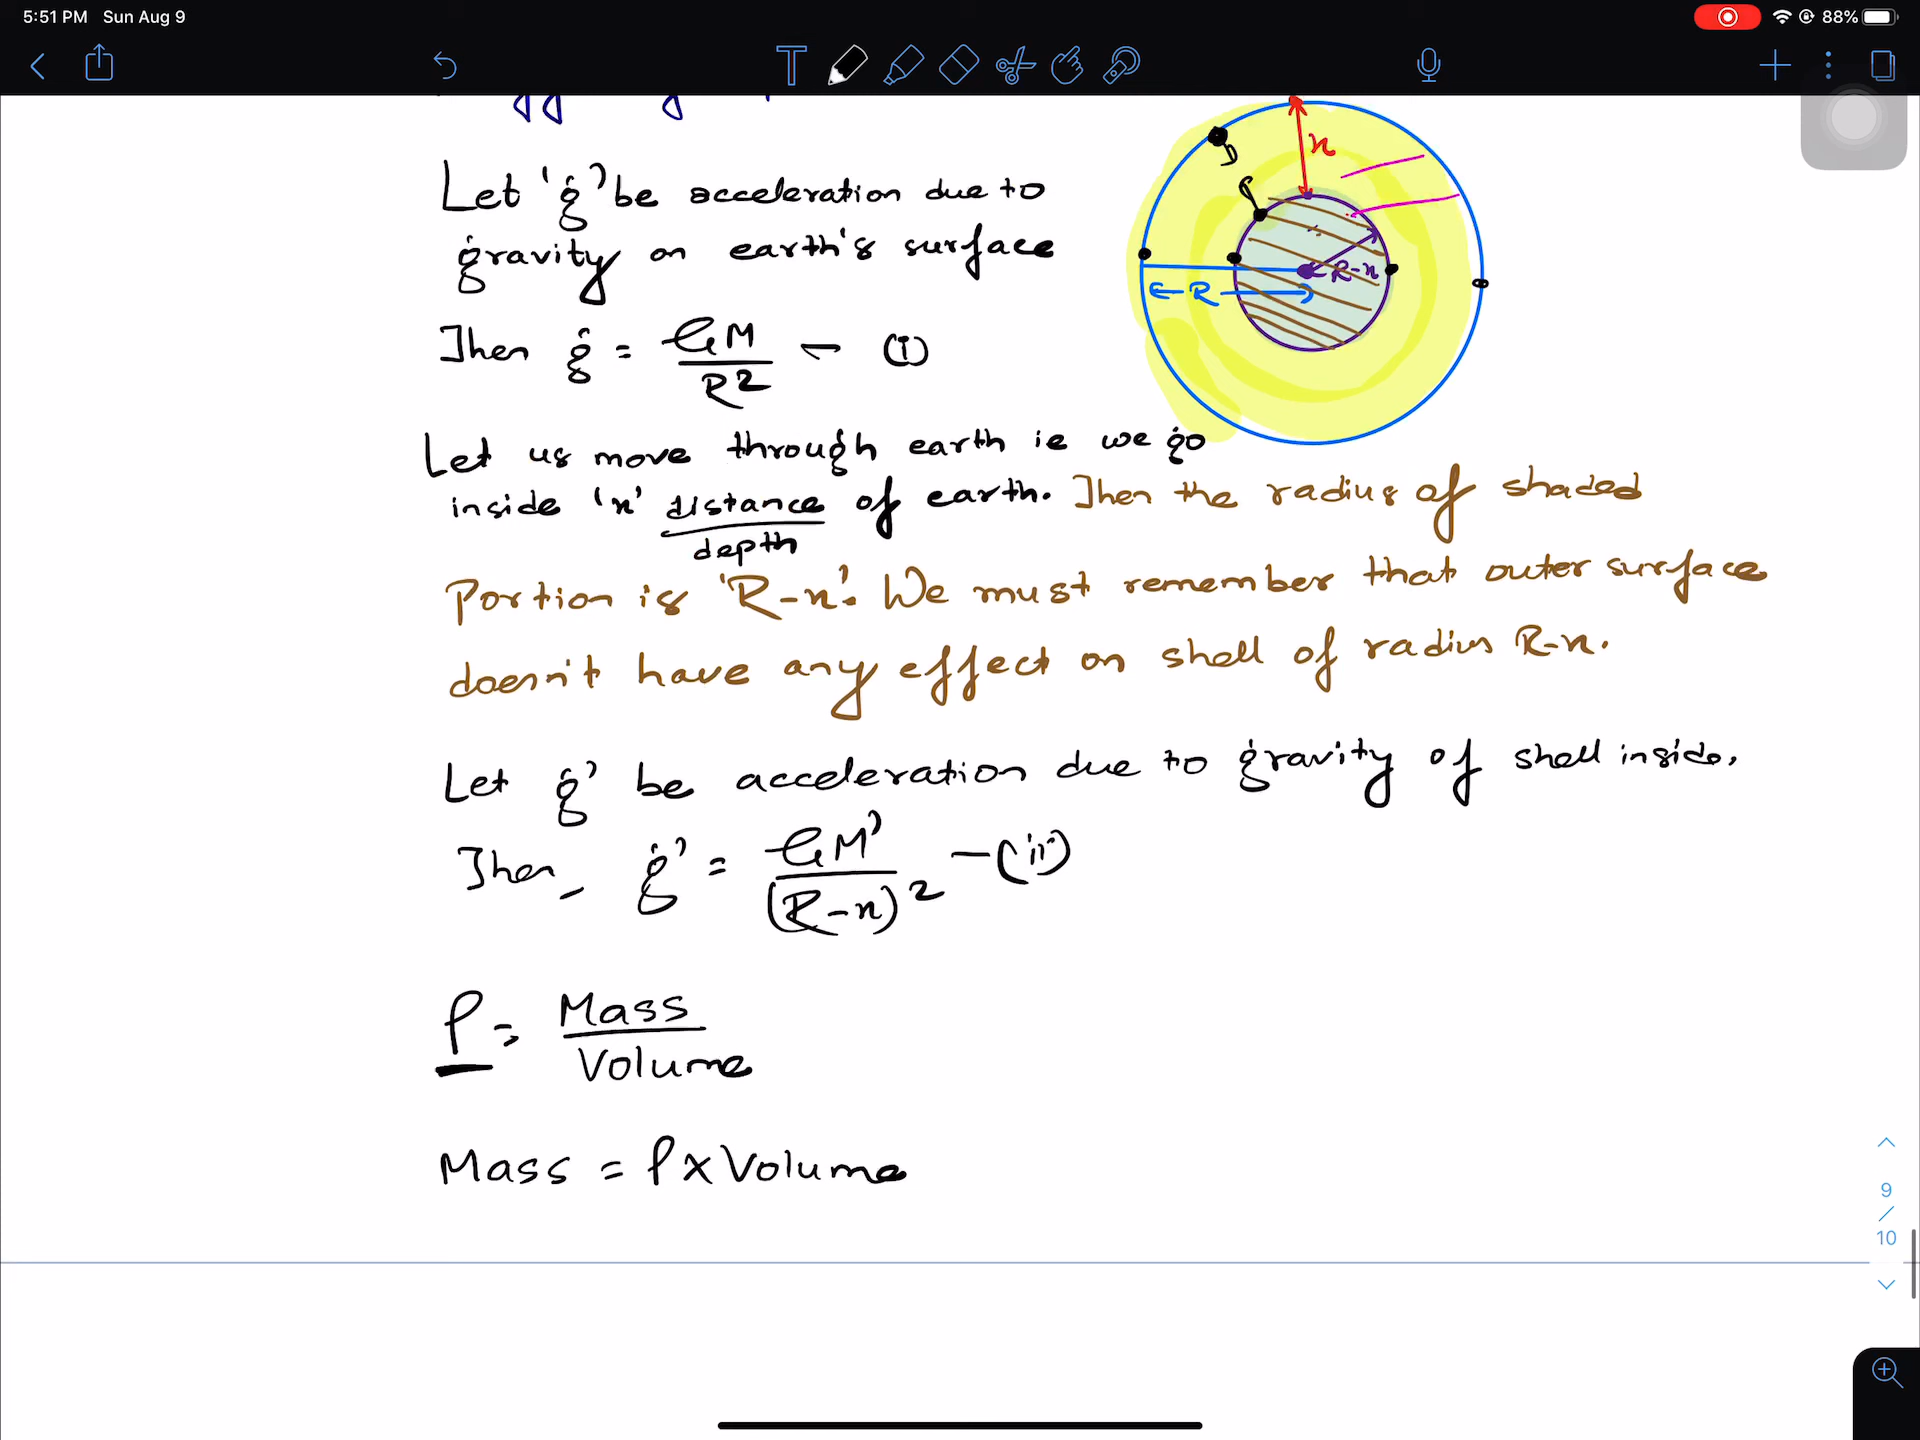 5:51 PM Sun Aug 9
88%
T
Let 'g' be acceleration due to
gravity on earth's surface
Then g = GM/R² — (i)
x
D
P
R-x
R
Let us move through earth ie we go
inside 'x' distance of earth. Then the radius of shaded
depth
Portion is 'R-x'. We must remember that outer surface
doesn't have any effect on shell of radius R-x.
Let g' be acceleration due to gravity of shell inside.
Then, g' = GM'/(R-x)² — (ii)
ρ = Mass/Volume
Mass = ρ x Volume
9
/
10